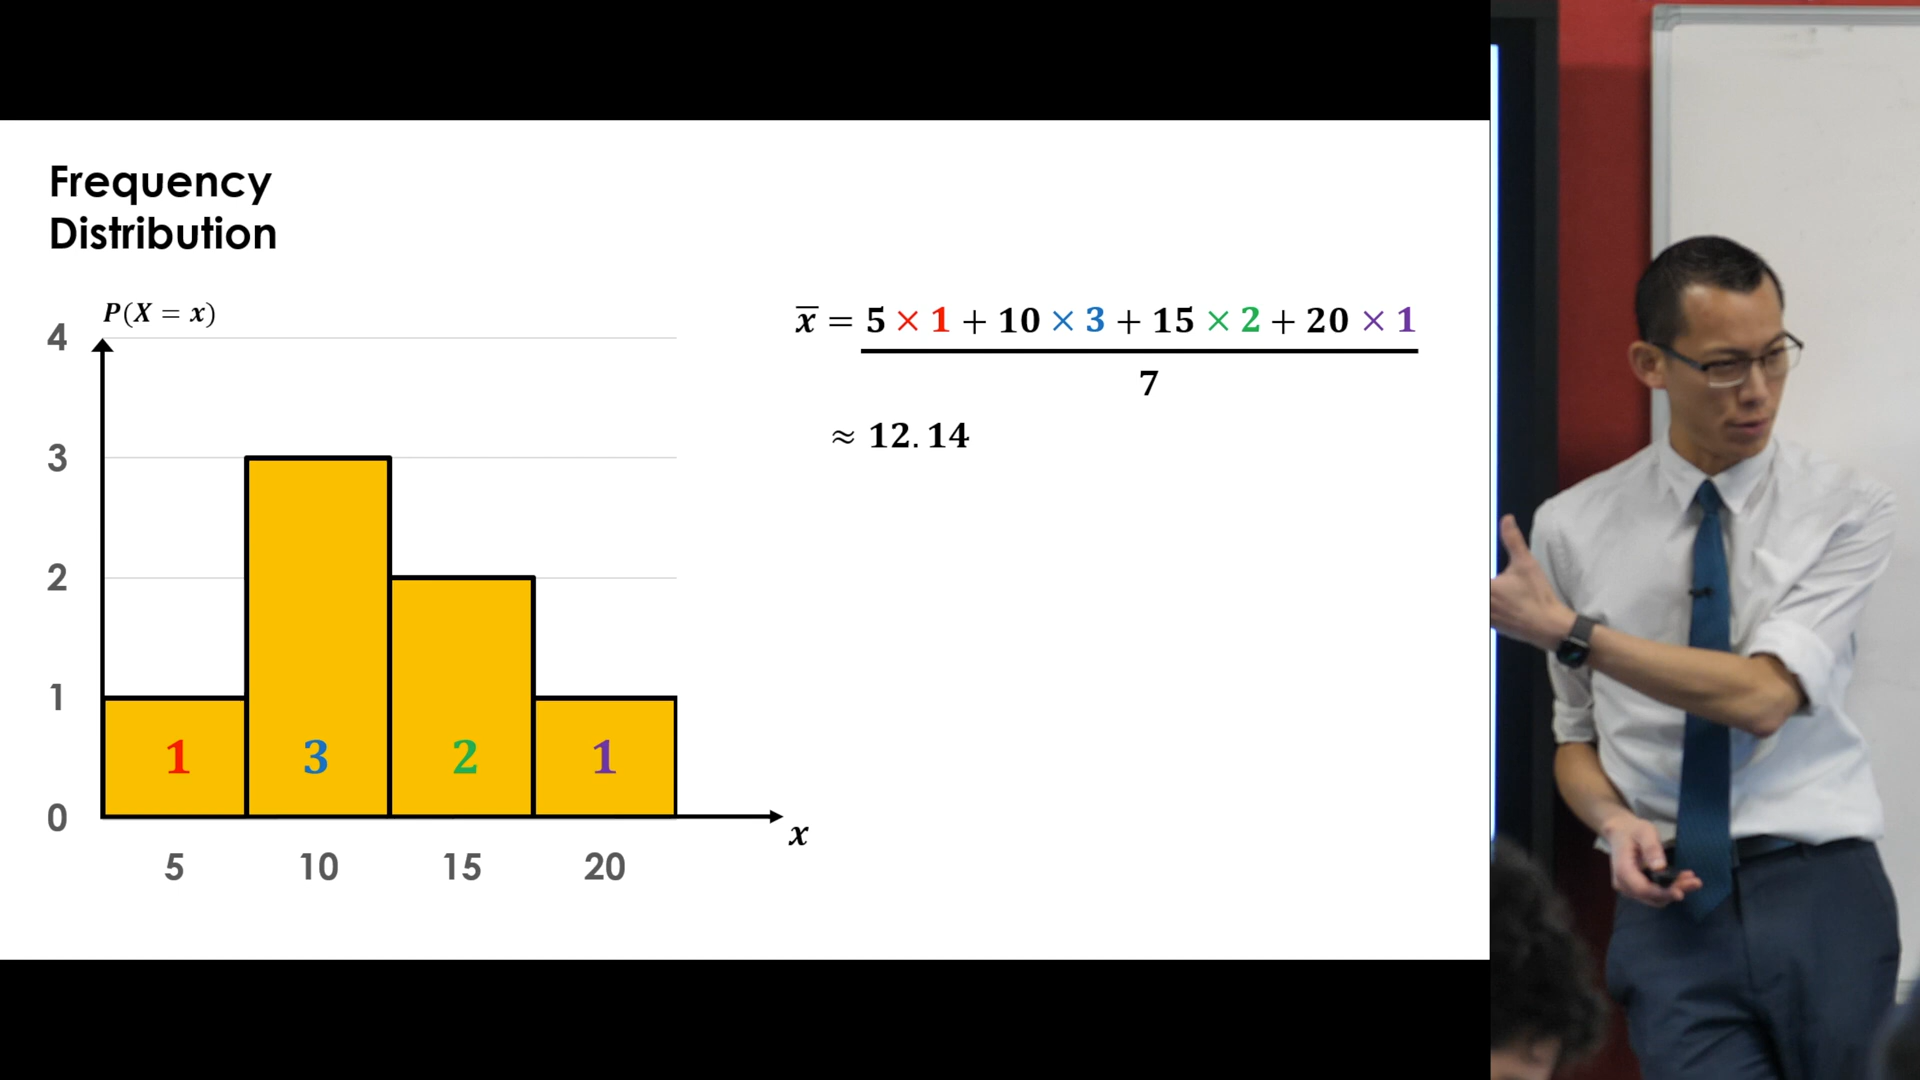 Frequency
Distribution
P(X = x)
4
3
2
1
0
1 3 2 1
5 10 15 20
x
x̅ = 5 × 1 + 10 × 3 + 15 × 2 + 20 × 1
7
≈ 12.14